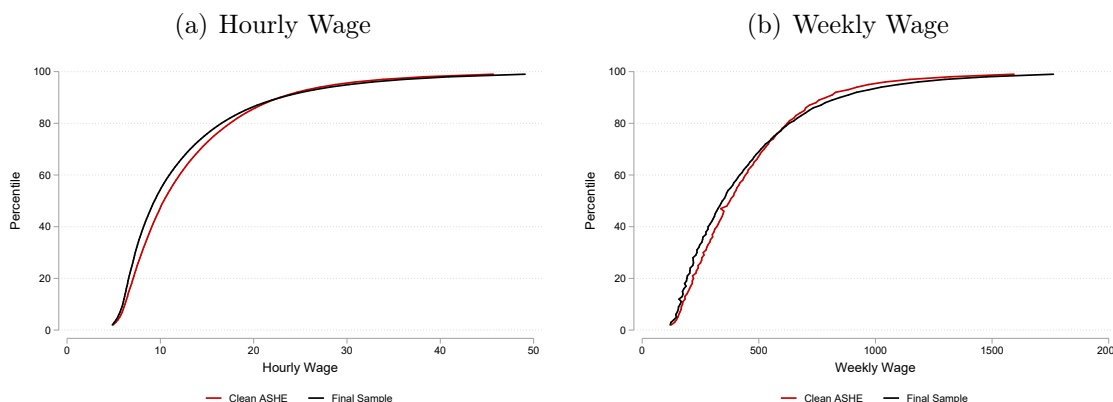 (a) Hourly Wage
100
80
60
40
20
0
Percentile
0 10 20 30 40 50
Hourly Wage
Clean ASHE Final Sample
(b) Weekly Wage
100
80
60
40
20
0
Percentile
0 500 1000 1500 200
Weekly Wage
Clean ASHE Final Sample